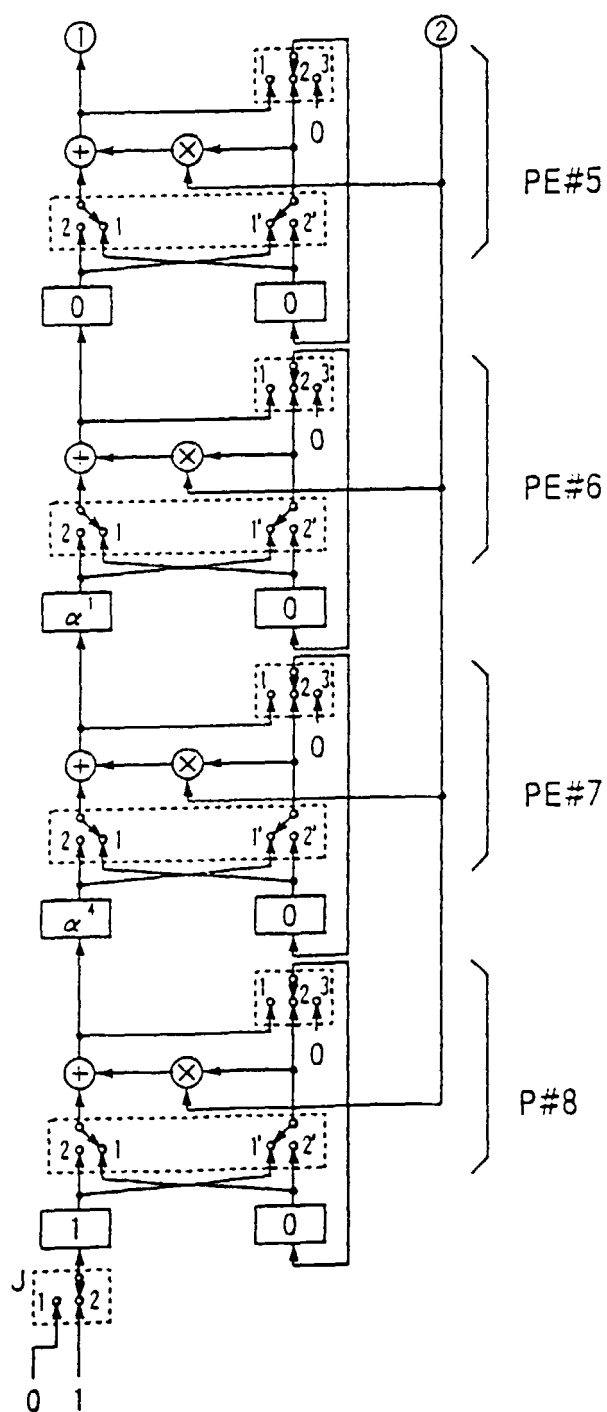 ① ②
1 2 3
0
+ × PE#5
2 1 1' 2'
0 0
1 2 3
0
+ × PE#6
2 1 1' 2'
α¹ 0
1 2 3
0
+ × PE#7
2 1 1' 2'
α⁴ 0
1 2 3
0
+ × P#8
2 1 1' 2'
1 0
J 1 2
0 1